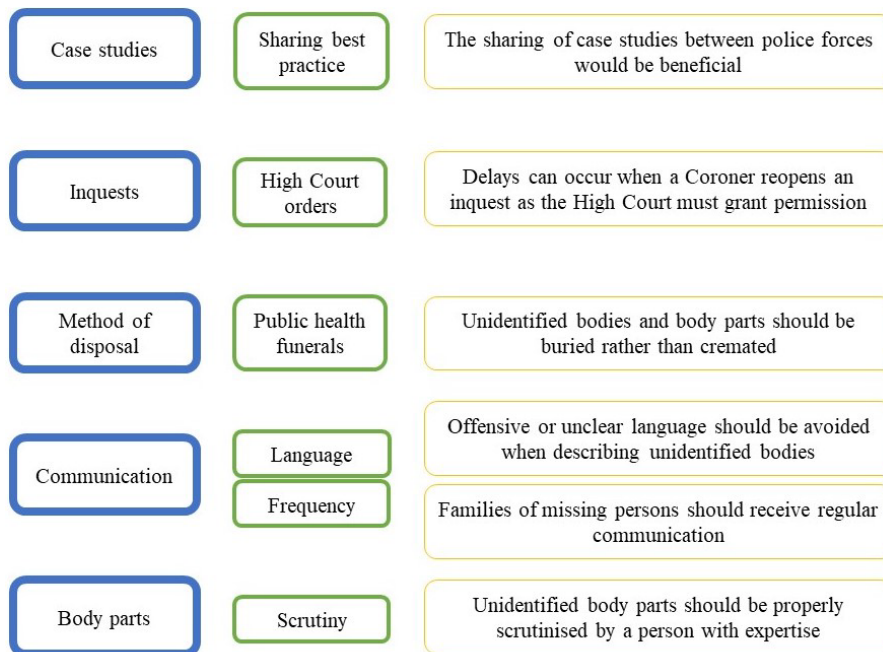 Case studies
Sharing best
practice
The sharing of case studies between police forces
would be beneficial
Inquests
High Court
orders
Delays can occur when a Coroner reopens an
inquest as the High Court must grant permission
Method of
disposal
Public health
funerals
Unidentified bodies and body parts should be
buried rather than cremated
Communication
Language
Offensive or unclear language should be avoided
when describing unidentified bodies
Frequency
Families of missing persons should receive regular
communication
Body parts
Scrutiny
Unidentified body parts should be properly
scrutinised by a person with expertise